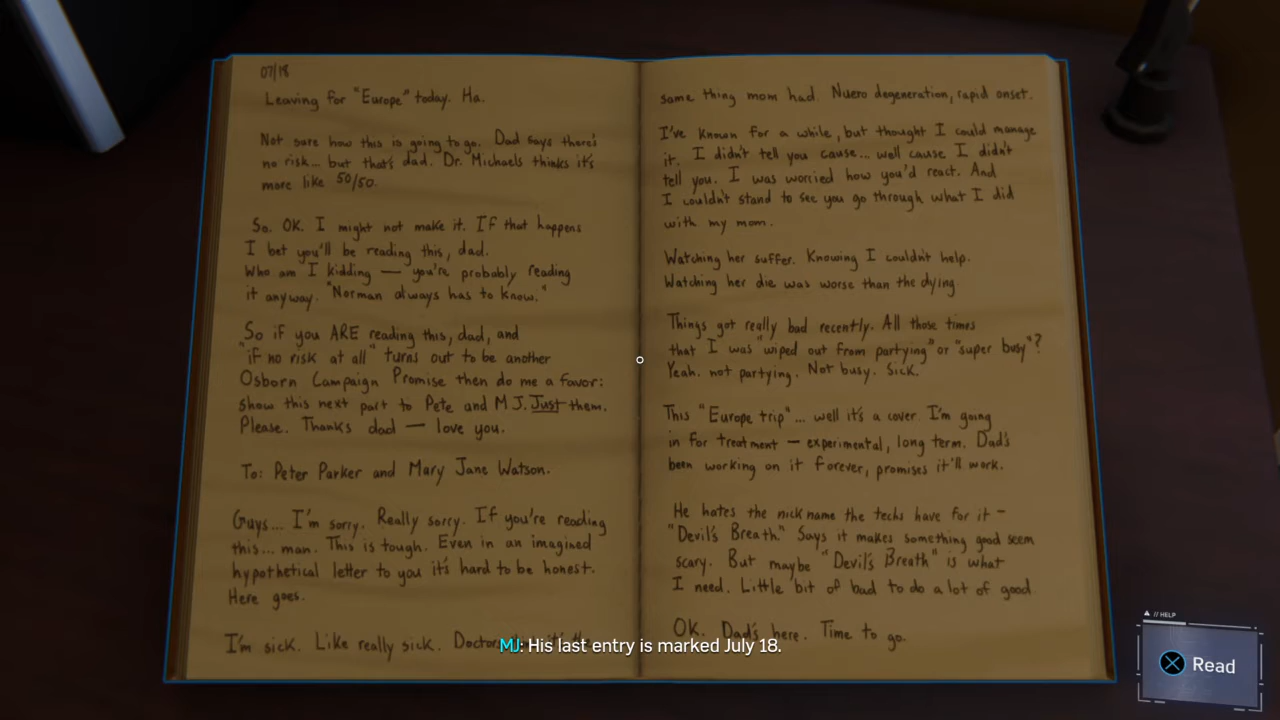 07/18
Leaving for "Europe" today. Ha.
Not sure how this is going to go. Dad says there's
no risk... but that's dad. Dr. Michaels thinks it's
more like 50/50.
So. OK. I might not make it. IF that happens
I bet you'll be reading this, dad.
Who am I kidding — you're probably reading
it anyway. "Norman always has to know."
So if you ARE reading this, dad, and
"if no risk at all" turns out to be another
Osborn Campaign Promise then do me a favor:
show this next part to Pete and MJ. Just them.
Please. Thanks dad — love you.
To: Peter Parker and Mary Jane Watson.
Guys... I'm sorry. Really sorry. If you're reading
this... man. This is tough. Even in an imagined
hypothetical letter to you it's hard to be honest.
Here goes.
I'm sick. Like really sick. Doctor
same thing mom had. Nuero degeneration, rapid onset.
I've known for a while, but thought I could manage
it. I didn't tell you cause... well cause I didn't
tell you. I was worried how you'd react. And
I couldn't stand to see you go through what I did
with my mom.
Watching her suffer. Knowing I couldn't help.
Watching her die was worse than the dying
Things got really bad recently. All those times
that I was "wiped out from partying" or "super busy"?
Yeah. not partying. Not busy. Sick.
This "Europe trip"... well it's a cover. I'm going
in for treatment — experimental, long term. Dad's
been working on it forever, promises it'll work.
He hates the nickname the techs have for it -
"Devil's Breath." Says it makes something good seem
scary. But maybe "Devil's Breath" is what
I need. Little bit of bad to do a lot of good
OK. Dad's here. Time to go.
MJ: His last entry is marked July 18.
// HELP
Read